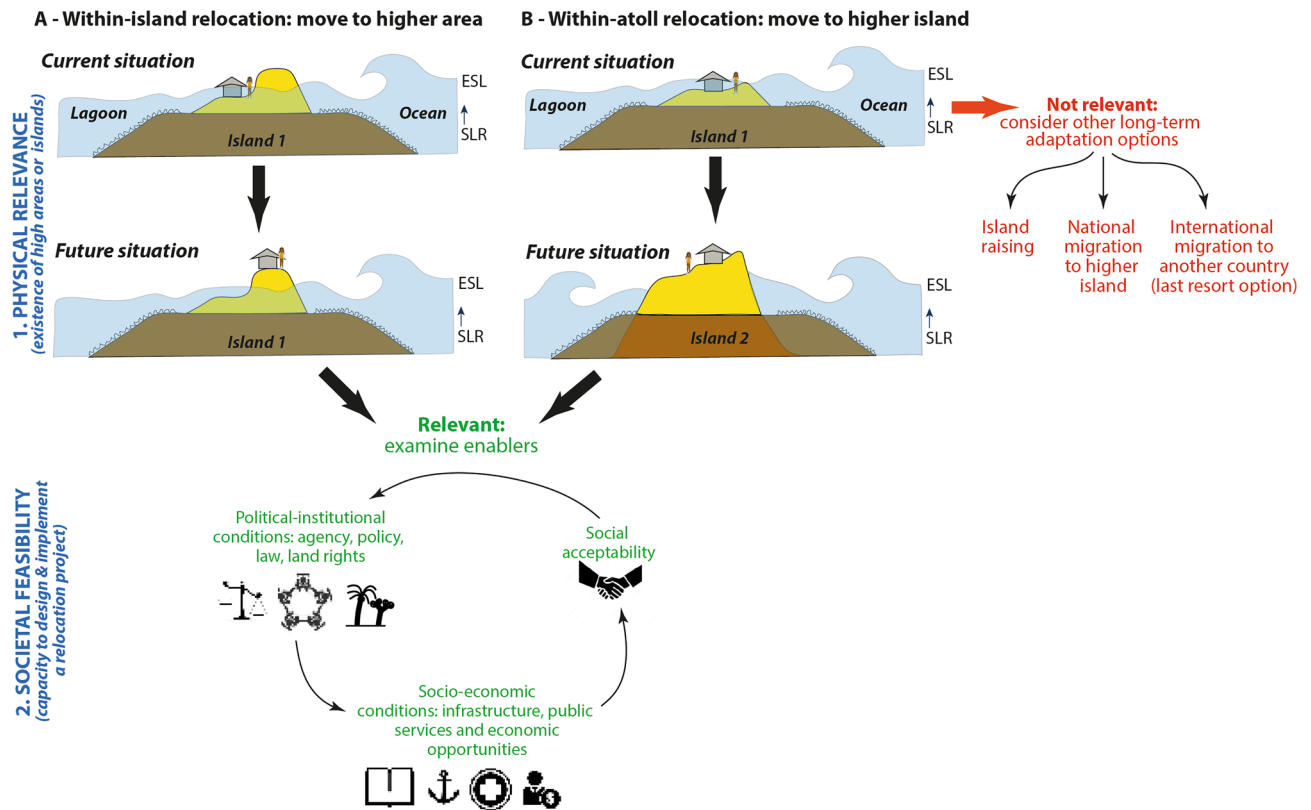 A - Within-island relocation: move to higher area
Current situation
Lagoon
Ocean
Island 1
ESL
SLR
Future situation
Island 1
ESL
SLR
B - Within-atoll relocation: move to higher island
Current situation
Lagoon
Ocean
Island 1
ESL
SLR
Future situation
Island 2
ESL
SLR
Not relevant:
consider other long-term
adaptation options
Island
raising
National
migration
to higher
island
International
migration to
another country
(last resort option)
1. PHYSICAL RELEVANCE
(existence of high areas or islands)
Relevant:
examine enablers
2. SOCIETAL FEASIBILITY
(capacity to design & implement
a relocation project)
Political-institutional
conditions: agency, policy,
law, land rights
Social
acceptability
Socio-economic
conditions: infrastructure, public
services and economic
opportunities